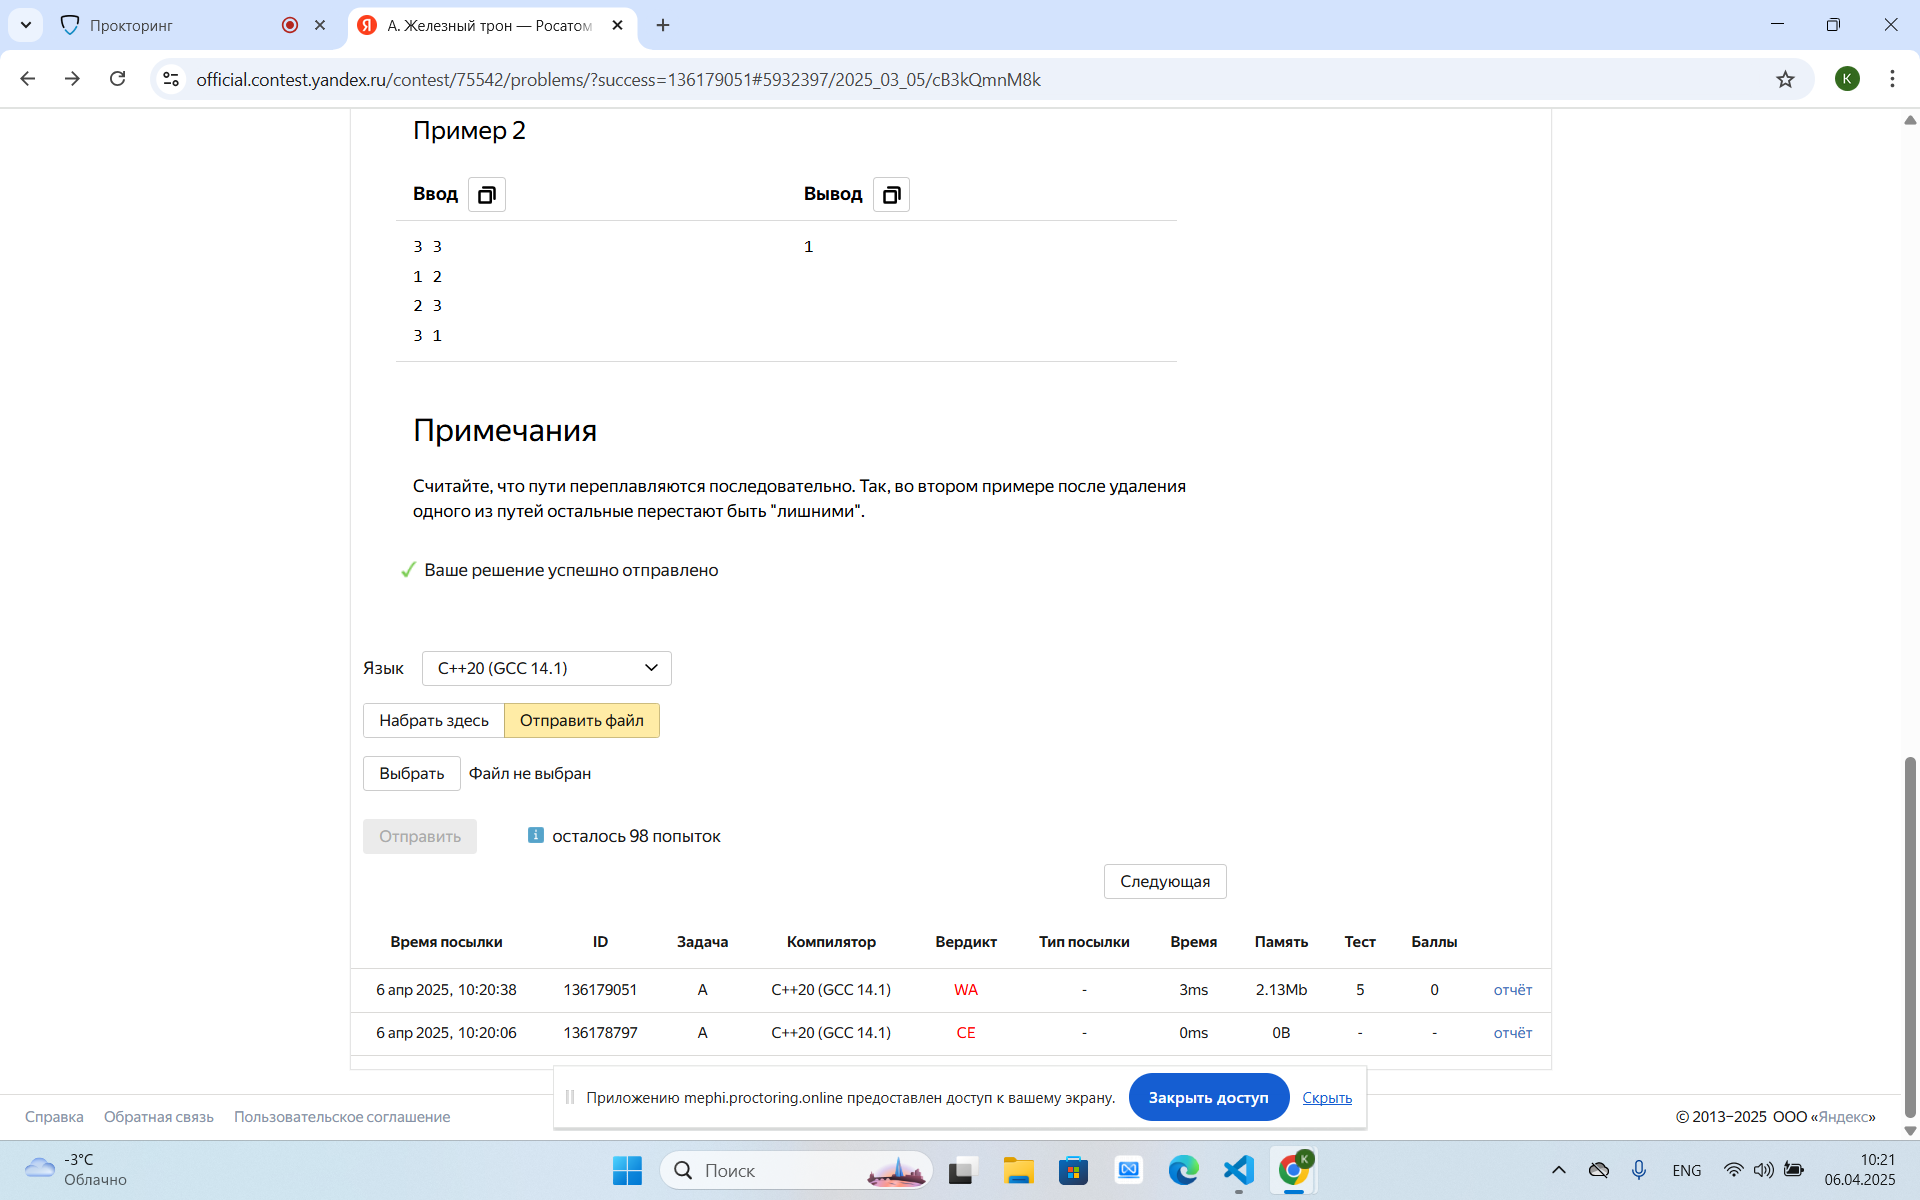 Прокторинг
А. Железный трон — Росатом
official.contest.yandex.ru/contest/75542/problems/?success=136179051#5932397/2025_03_05/cB3kQmnM8k
K
Пример 2
Ввод
Вывод
3 3
1
1 2
2 3
3 1
Примечания
Считайте, что пути переплавляются последовательно. Так, во втором примере после удаления
одного из путей остальные перестают быть "лишними".
Ваше решение успешно отправлено
Язык
C++20 (GCC 14.1)
Набрать здесь
Отправить файл
Выбрать
Файл не выбран
Отправить
осталось 98 попыток
Следующая
Время посылки ID Задача Компилятор Вердикт Тип посылки Время Память Тест Баллы
6 апр 2025, 10:20:38 136179051 A C++20 (GCC 14.1) WA - 3ms 2.13Mb 5 0 отчёт
6 апр 2025, 10:20:06 136178797 A C++20 (GCC 14.1) CE - 0ms 0B - - отчёт
Приложению mephi.proctoring.online предоставлен доступ к вашему экрану.
Закрыть доступ
Скрыть
Справка
Обратная связь
Пользовательское соглашение
© 2013–2025 ООО «Яндекс»
-3°C
Облачно
Поиск
K
ENG
10:21
06.04.2025